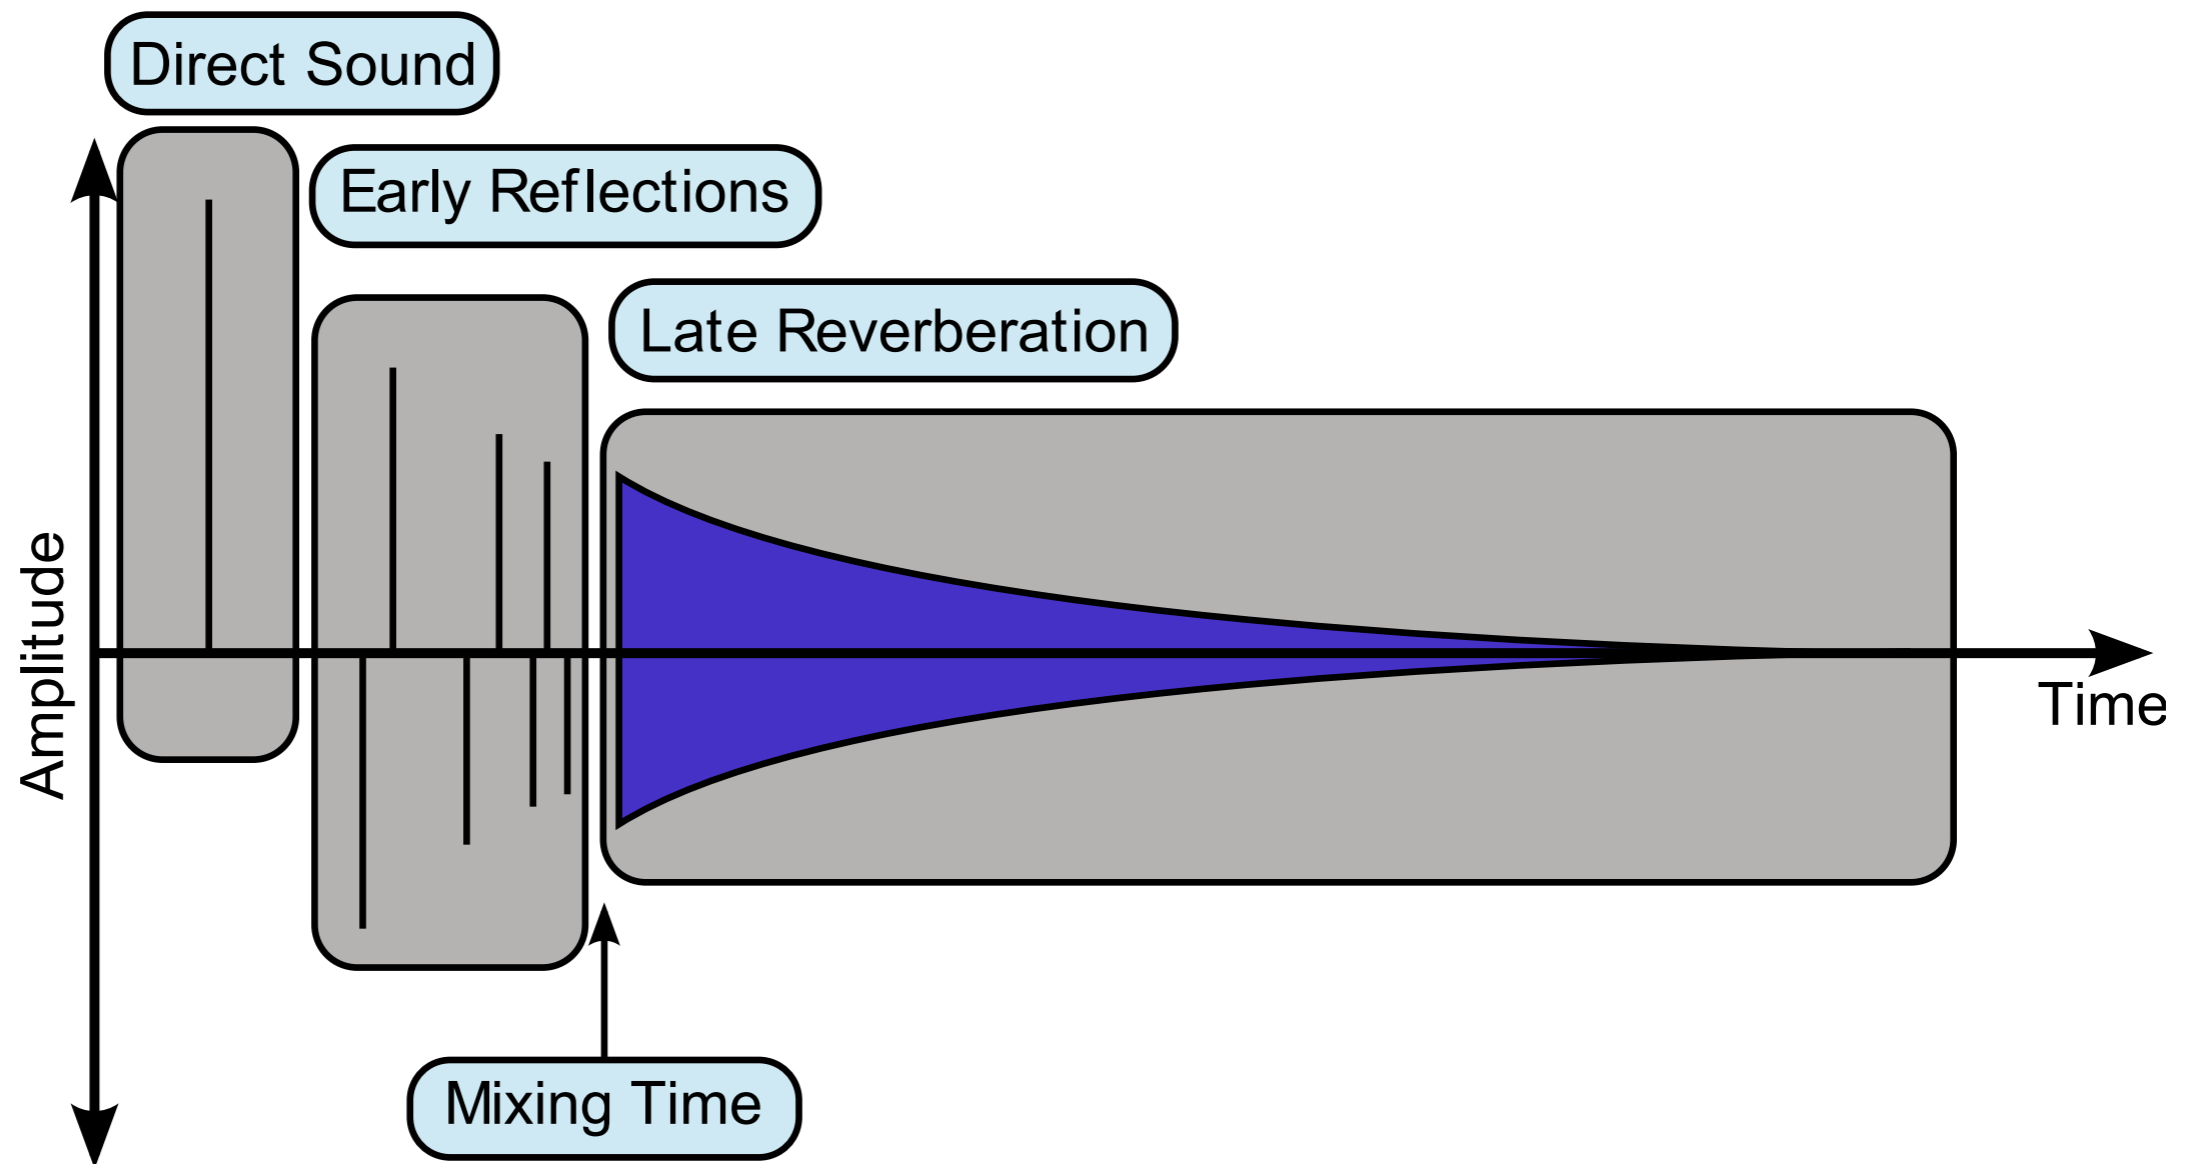 Direct Sound
Early Reflections
Late Reverberation
Amplitude
Time
Mixing Time